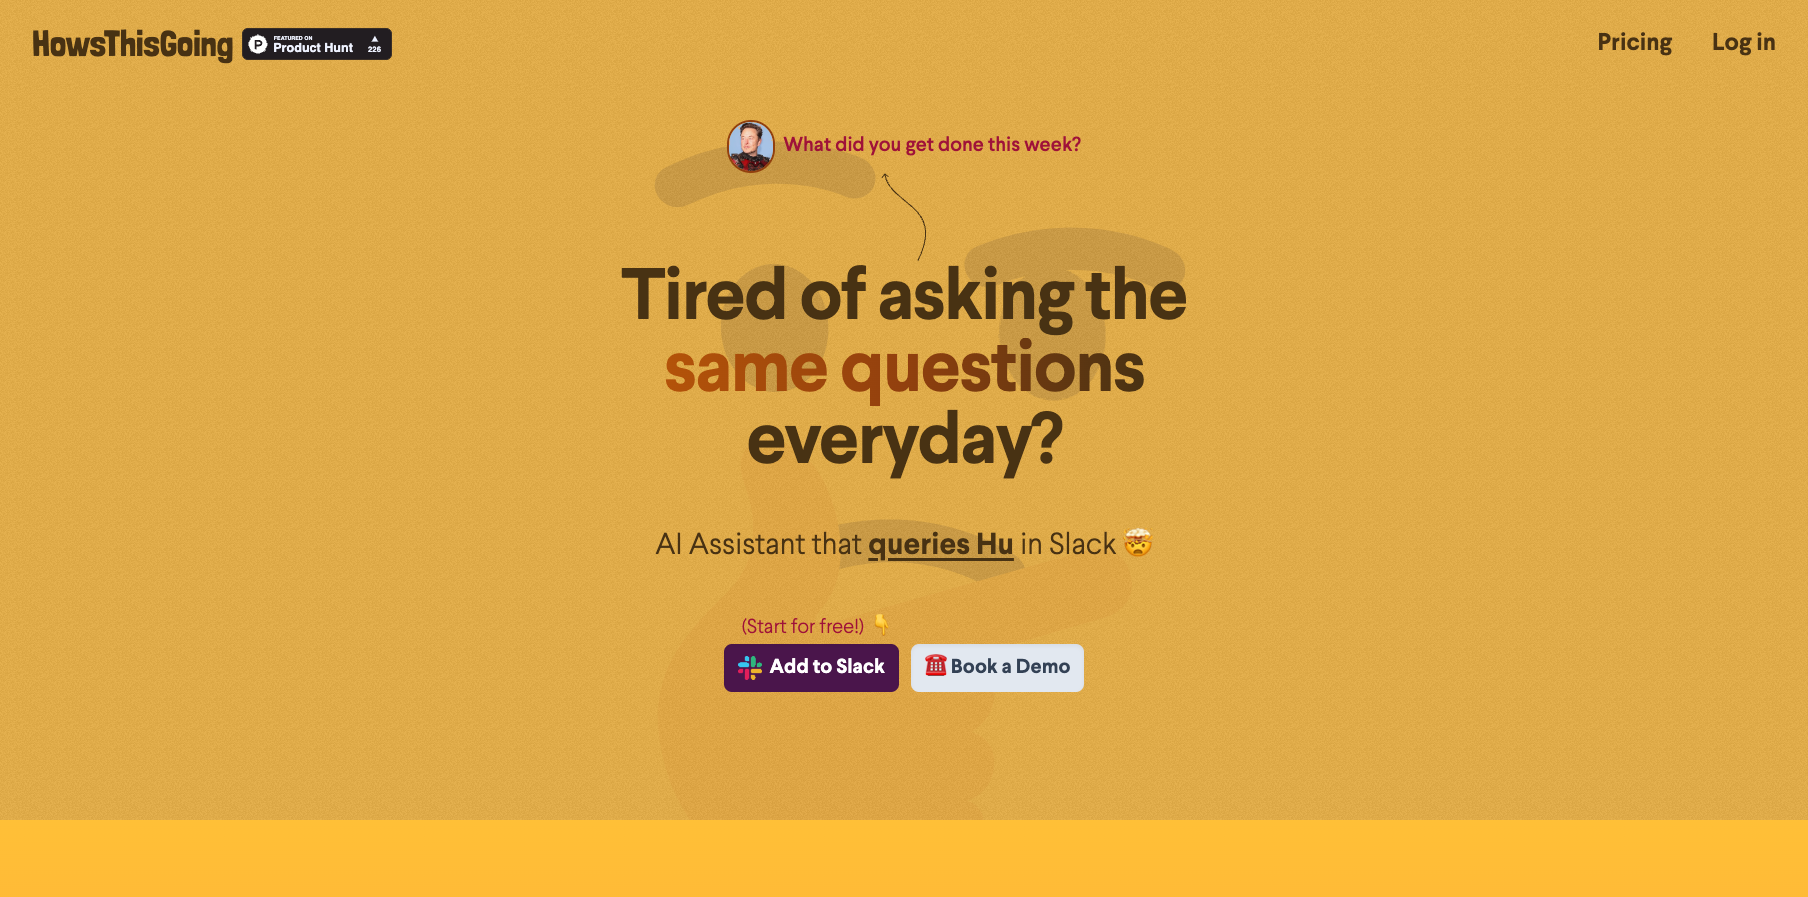 HowsThisGoing
FEATURED ON
Product Hunt
226
Pricing
Log in
What did you get done this week?
Tired of asking the
same questions
everyday?
AI Assistant that queries Hu in Slack 🤯
(Start for free!) 👇
Add to Slack
Book a Demo